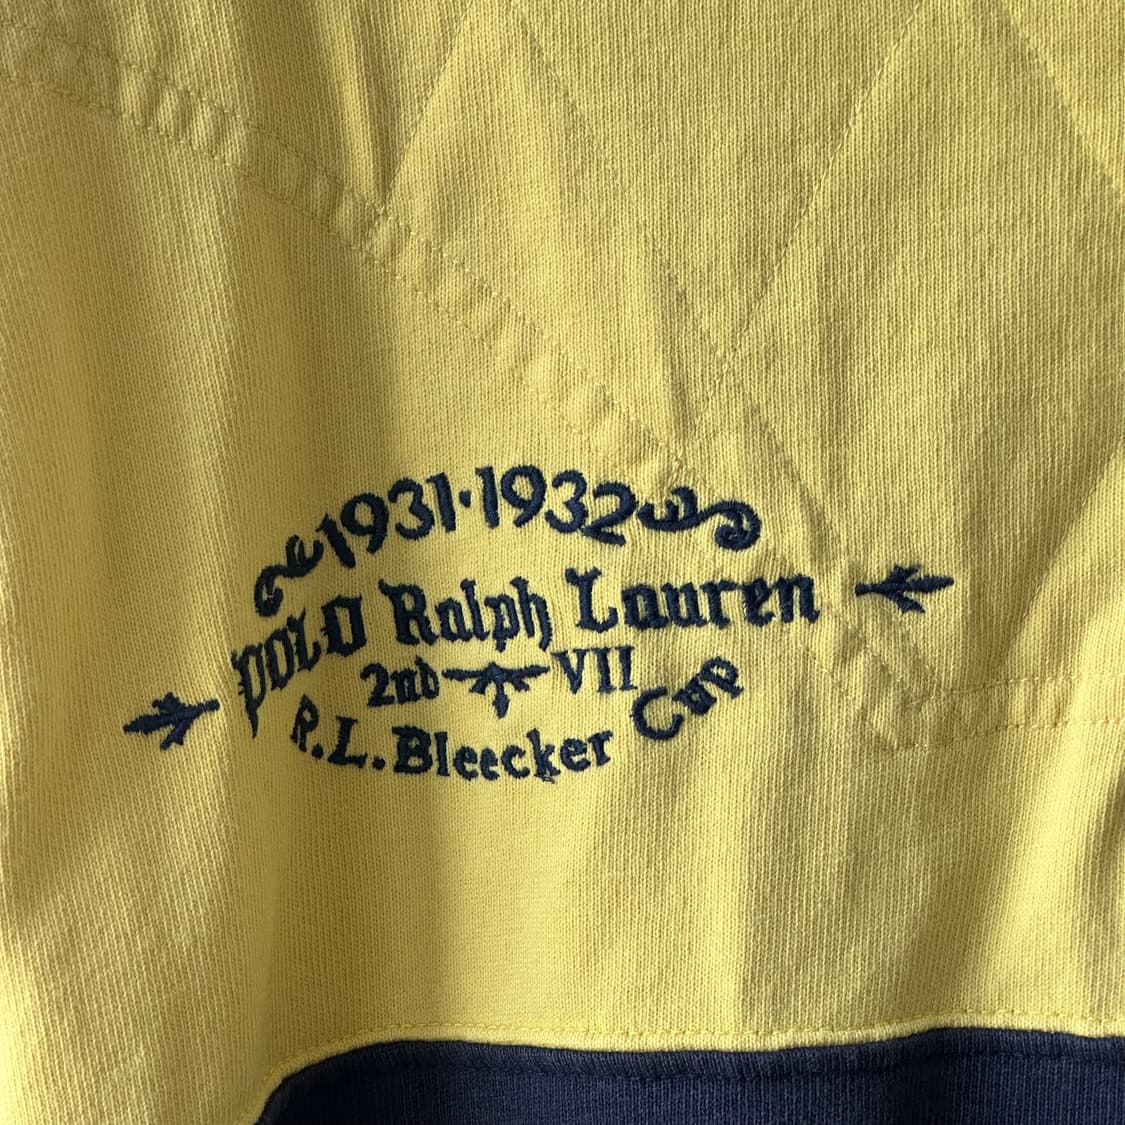 1931·1932
POLO Ralph Lauren
2nd VII
R.L. Bleecker Cup